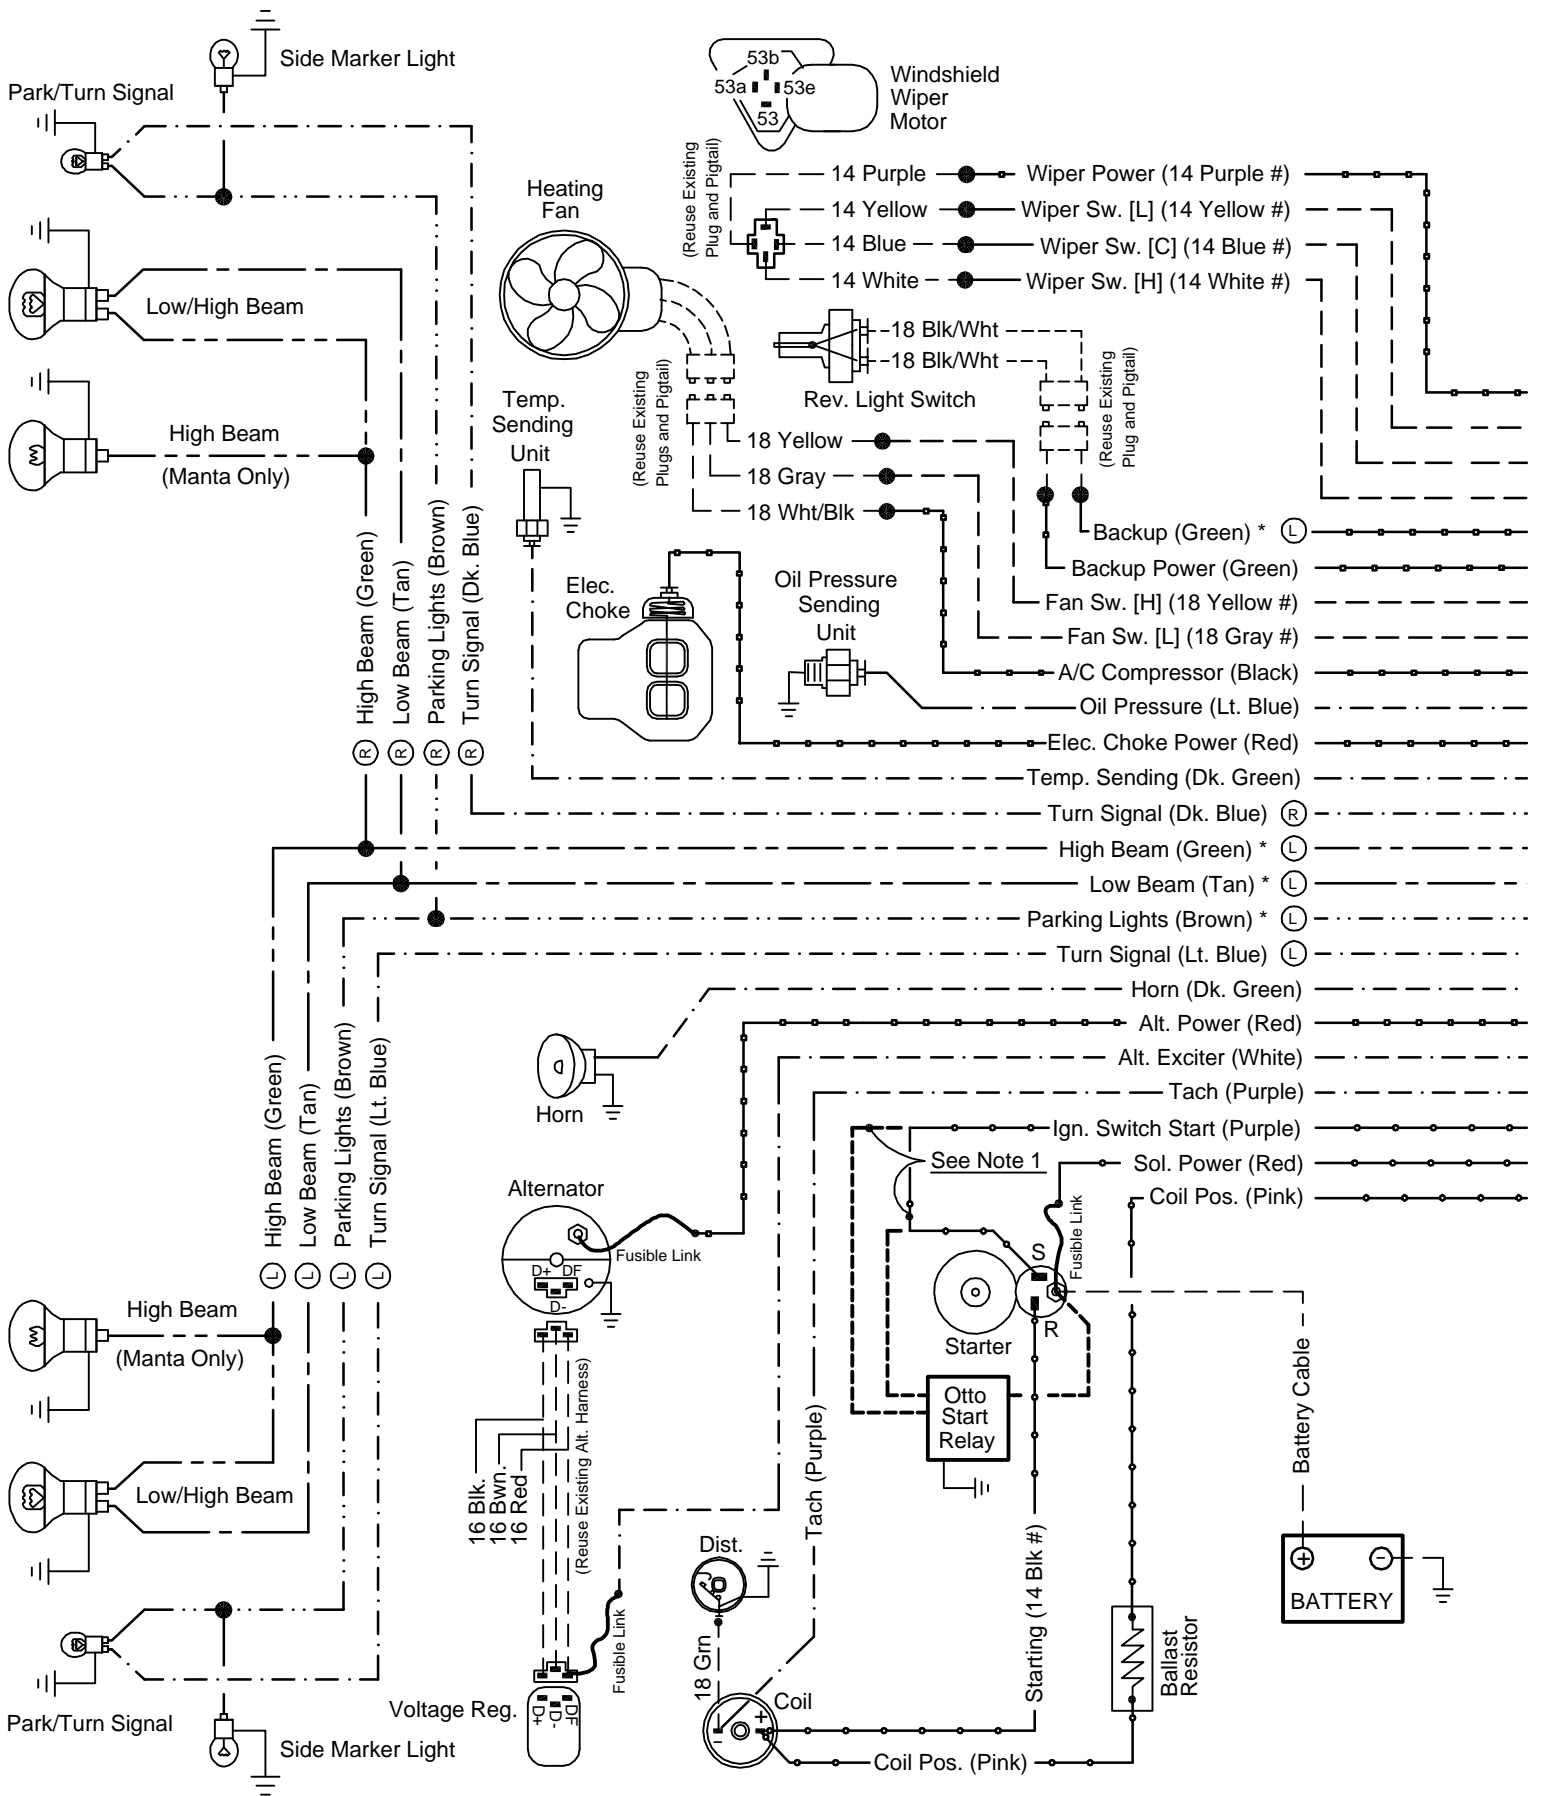 Side Marker Light
Park/Turn Signal
53b
53a
53e
53
Windshield
Wiper
Motor
(Reuse Existing
Plug and Pigtail)
14 Purple
Wiper Power (14 Purple #)
14 Yellow
Wiper Sw. [L] (14 Yellow #)
14 Blue
Wiper Sw. [C] (14 Blue #)
14 White
Wiper Sw. [H] (14 White #)
Heating
Fan
Low/High Beam
18 Blk/Wht
18 Blk/Wht
Rev. Light Switch
(Reuse Existing
Plug and Pigtail)
(Reuse Existing
Plugs and Pigtail)
Temp.
Sending
Unit
High Beam
(Manta Only)
18 Yellow
18 Gray
18 Wht/Blk
Backup (Green) * L
Backup Power (Green)
Fan Sw. [H] (18 Yellow #)
Fan Sw. [L] (18 Gray #)
A/C Compressor (Black)
Oil Pressure (Lt. Blue)
Elec. Choke Power (Red)
Temp. Sending (Dk. Green)
Turn Signal (Dk. Blue) R
High Beam (Green) * L
Low Beam (Tan) * L
Parking Lights (Brown) * L
Turn Signal (Lt. Blue) L
Horn (Dk. Green)
Alt. Power (Red)
Alt. Exciter (White)
Tach (Purple)
Ign. Switch Start (Purple)
Sol. Power (Red)
Coil Pos. (Pink)
Elec.
Choke
Oil Pressure
Sending
Unit
High Beam (Green) R
Low Beam (Tan) R
Parking Lights (Brown) R
Turn Signal (Dk. Blue) R
Horn
See Note 1
High Beam (Green) L
Low Beam (Tan) L
Parking Lights (Brown) L
Turn Signal (Lt. Blue) L
Alternator
Fusible Link
D+ DF
D-
Fusible Link
S
R
Starter
Otto
Start
Relay
Battery Cable
High Beam
(Manta Only)
16 Blk.
16 Bwn.
16 Red
(Reuse Existing Alt. Harness)
Tach (Purple)
Low/High Beam
Dist.
18 Grn
Fusible Link
Starting (14 Blk #)
+ -
BATTERY
Ballast
Resistor
Voltage Reg.
D+
D-
DF
Coil
- +
Coil Pos. (Pink)
Park/Turn Signal
Side Marker Light